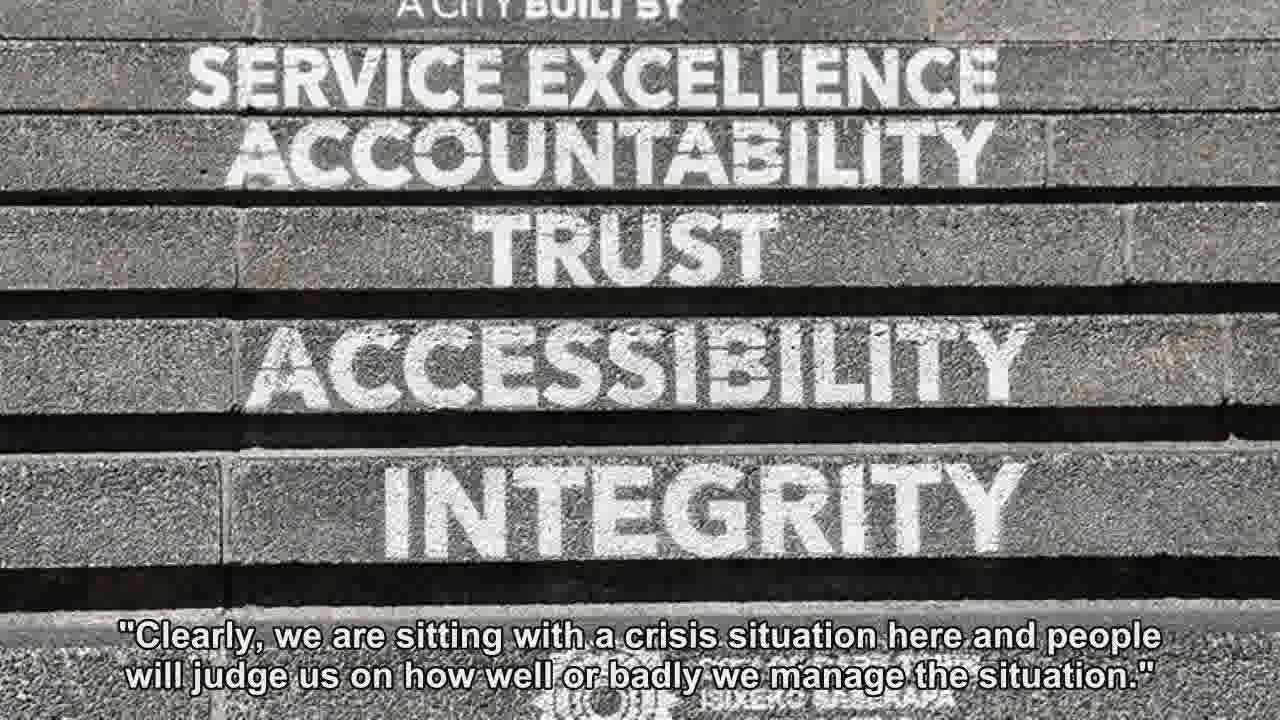 A CITY BUILT BY
SERVICE EXCELLENCE
ACCOUNTABILITY
TRUST
ACCESSIBILITY
INTEGRITY
"Clearly, we are sitting with a crisis situation here and people
will judge us on how well or badly we manage the situation."